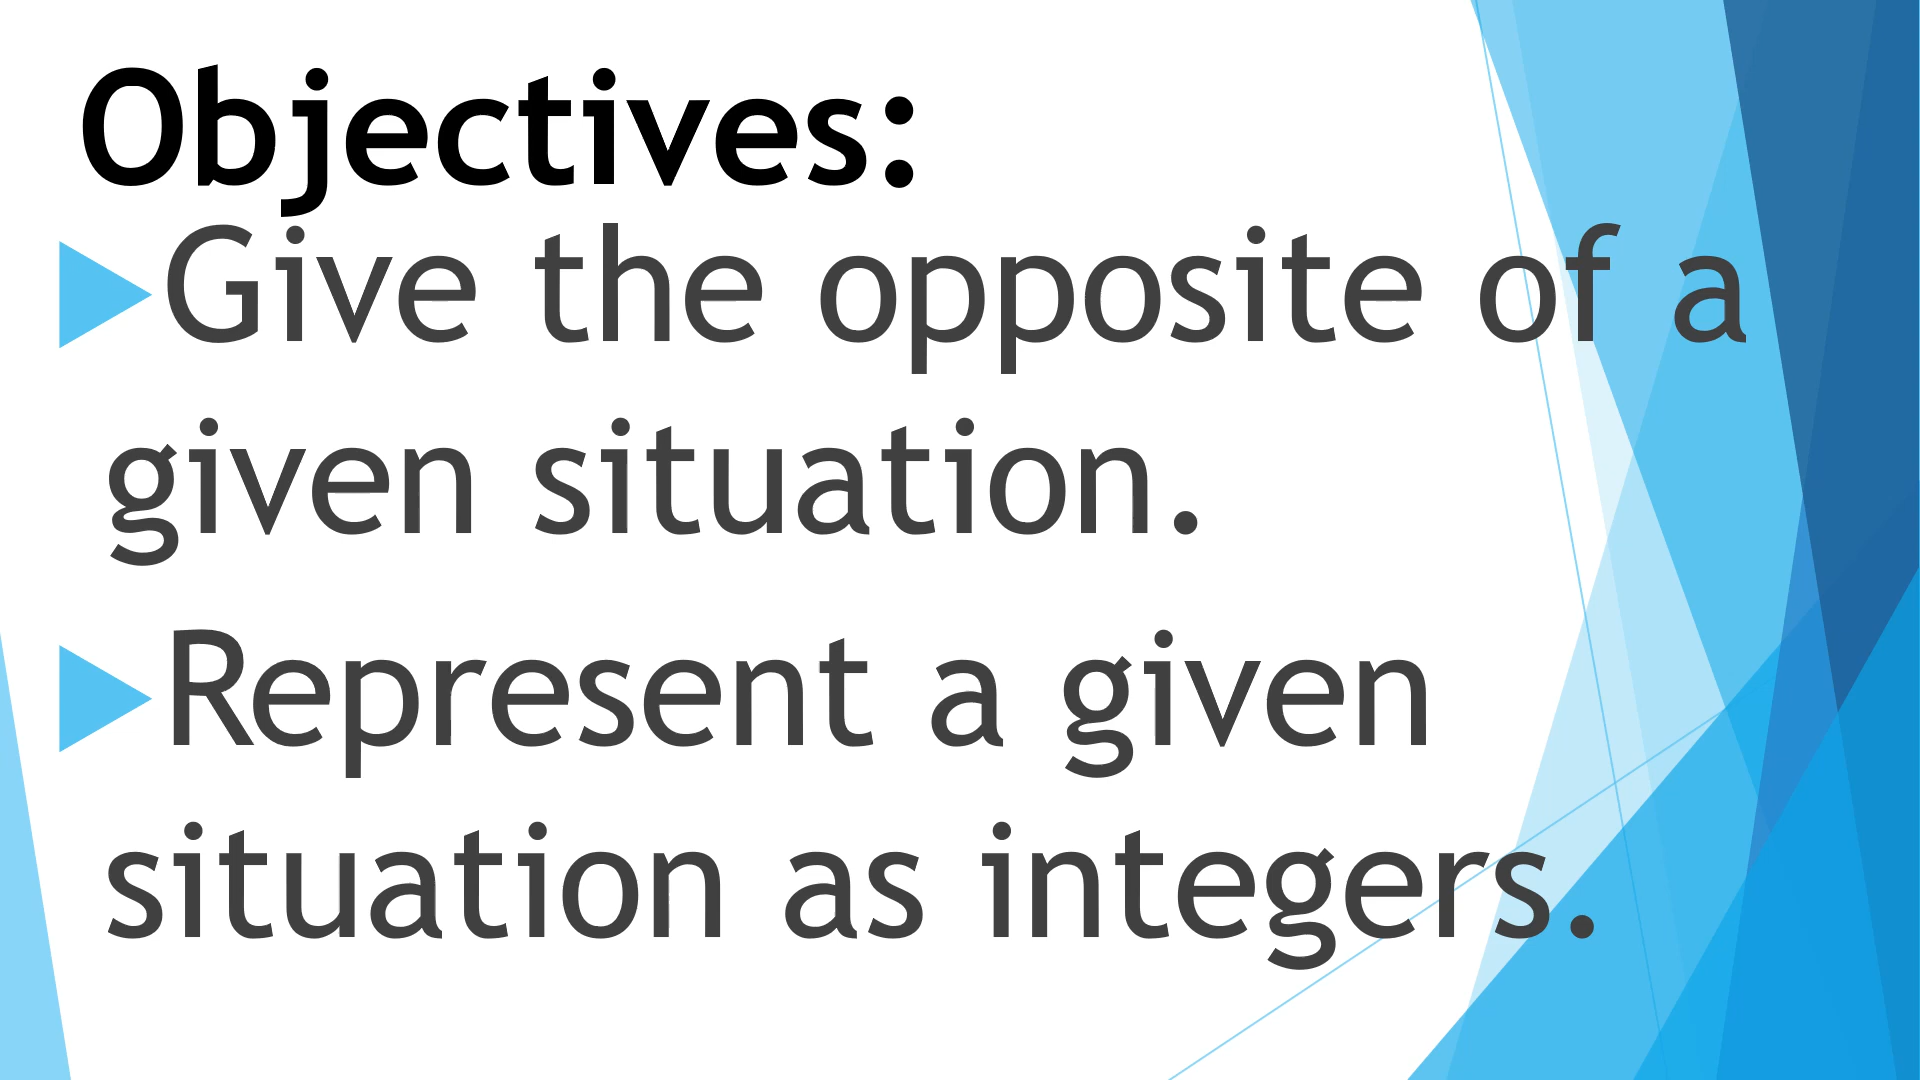 Objectives:
Give the opposite of a
given situation.
Represent a given
situation as integers.